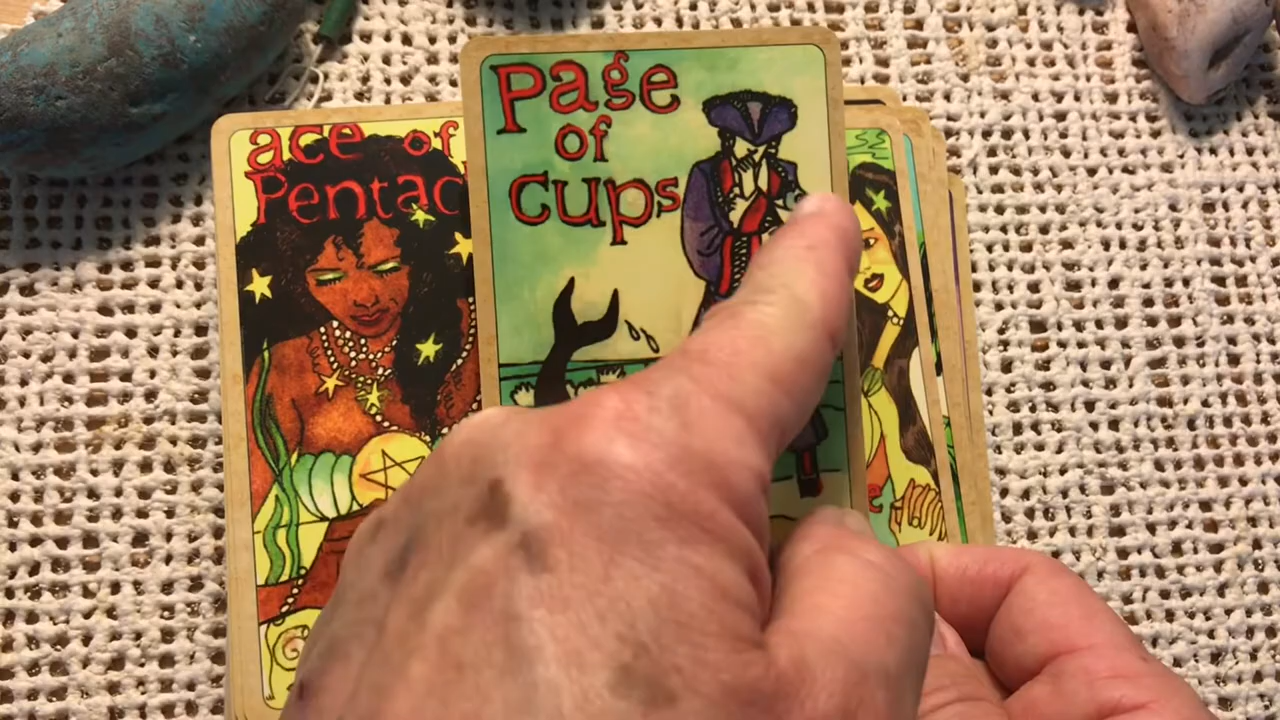 ace of
Pentac
Page
of
cups